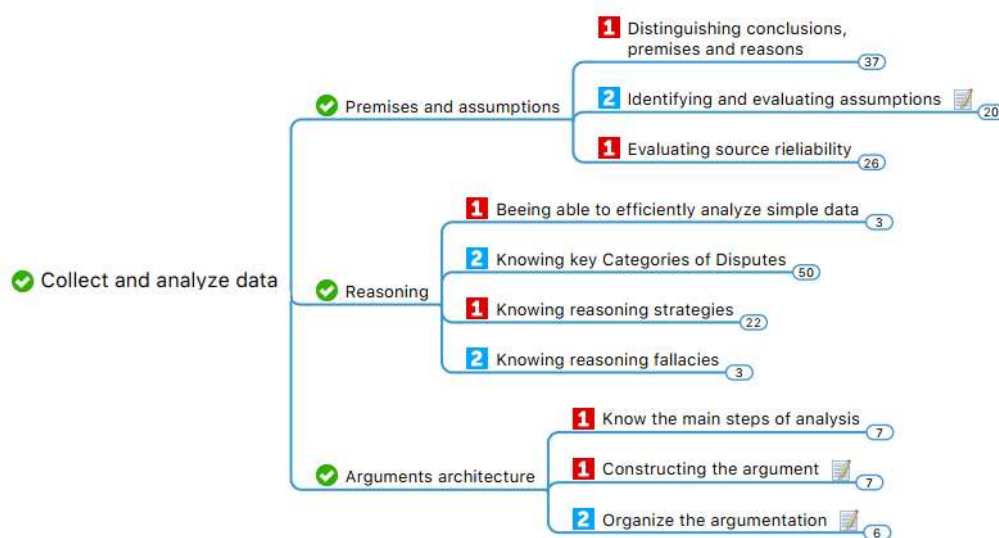 1 Distinguishing conclusions,
premises and reasons
37
Premises and assumptions
2 Identifying and evaluating assumptions
20
1 Evaluating source rieliability
26
1 Beeing able to efficiently analyze simple data
3
2 Knowing key Categories of Disputes
50
Collect and analyze data
Reasoning
1 Knowing reasoning strategies
22
2 Knowing reasoning fallacies
3
1 Know the main steps of analysis
7
Arguments architecture
1 Constructing the argument
7
2 Organize the argumentation
6